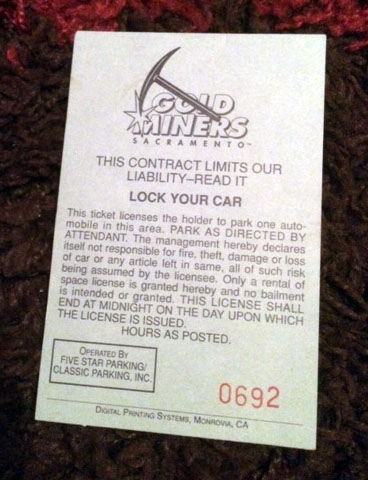 GOLD
MINERS
SACRAMENTO™
THIS CONTRACT LIMITS OUR
LIABILITY–READ IT
LOCK YOUR CAR
This ticket licenses the holder to park one auto-
mobile in this area. PARK AS DIRECTED BY
ATTENDANT. The management hereby declares
itself not responsible for fire, theft, damage or loss
of car or any article left in same, all of such risk
being assumed by the licensee. Only a rental of
space license is granted hereby and no bailment
is intended or granted. THIS LICENSE SHALL
END AT MIDNIGHT ON THE DAY UPON WHICH
THE LICENSE IS ISSUED.
HOURS AS POSTED.
OPERATED BY
FIVE STAR PARKING/
CLASSIC PARKING, INC.
0692
DIGITAL PRINTING SYSTEMS, MONROVIA, CA